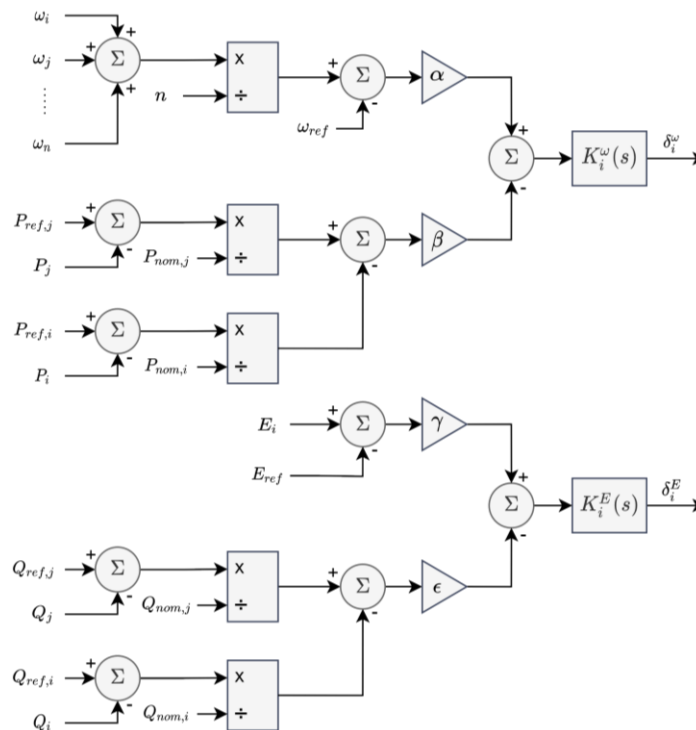 ω_i
+
ω_j
+
Σ
+
ω_n
n
x
÷
+
Σ
-
ω_ref
α
+
Σ
-
K_i^ω(s)
δ_i^ω
P_ref,j
+
Σ
-
P_j
P_nom,j
x
÷
+
Σ
-
β
P_ref,i
+
Σ
-
P_i
P_nom,i
x
÷
E_i
+
Σ
-
E_ref
γ
+
Σ
-
K_i^E(s)
δ_i^E
Q_ref,j
+
Σ
-
Q_j
Q_nom,j
x
÷
+
Σ
-
ϵ
Q_ref,i
+
Σ
-
Q_i
Q_nom,i
x
÷